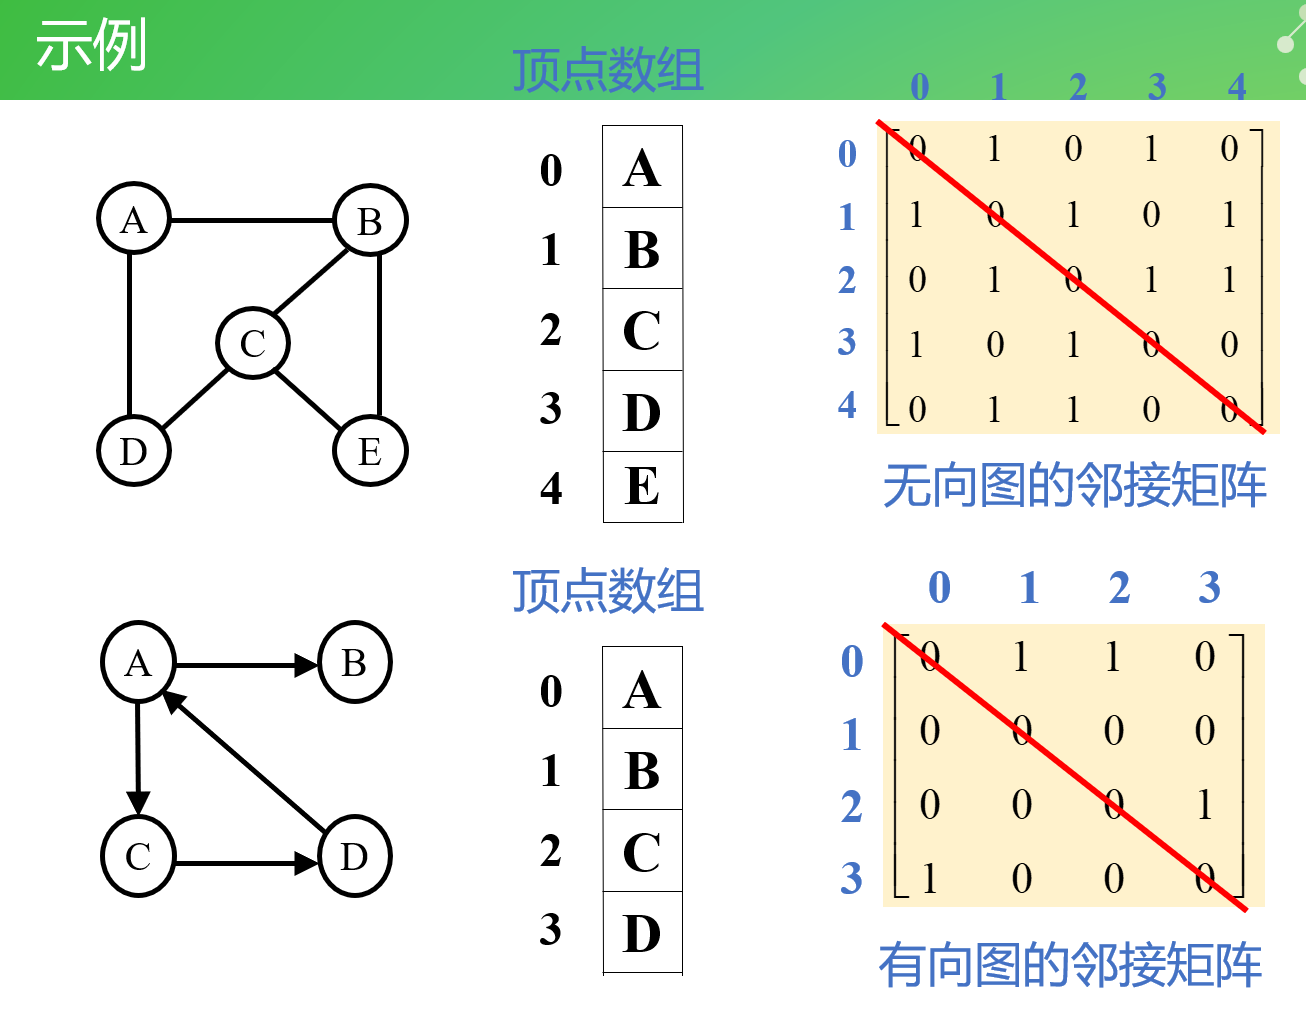 示例
顶点数组
A
B
C
D
E
0 A
1 B
2 C
3 D
4 E
0 1 2 3 4
0 0 1 0 1 0
1 1 0 1 0 1
2 0 1 0 1 1
3 1 0 1 0 0
4 0 1 1 0 0
无向图的邻接矩阵
顶点数组
A
B
C
D
0 A
1 B
2 C
3 D
0 1 2 3
0 0 1 1 0
1 0 0 0 0
2 0 0 0 1
3 1 0 0 0
有向图的邻接矩阵